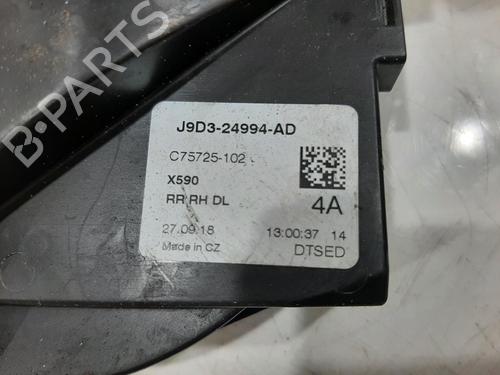 B-PARTS
J9D3-24994-AD
C75725-102
X590
RR RH DL
4A
27.09.18 13:00:37 14
Made in CZ DTSED